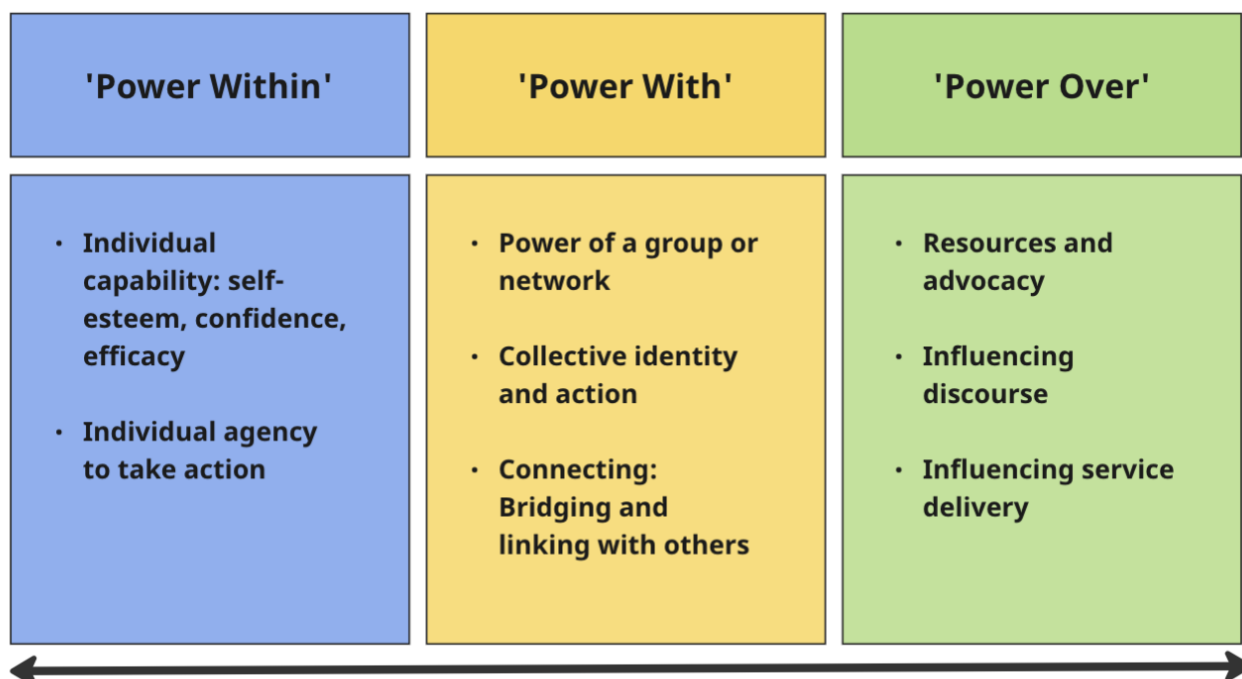 'Power Within'
'Power With'
'Power Over'
· Individual
capability: self-
esteem, confidence,
efficacy
· Individual agency
to take action
· Power of a group or
network
· Collective identity
and action
· Connecting:
Bridging and
linking with others
· Resources and
advocacy
· Influencing
discourse
· Influencing service
delivery